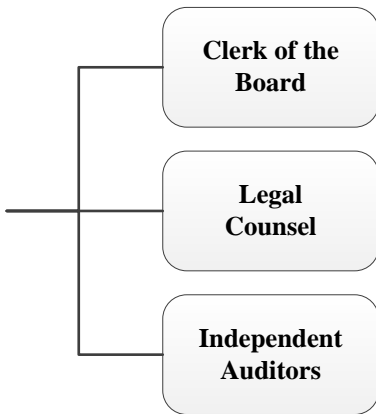 Clerk of the
Board
Legal
Counsel
Independent
Auditors